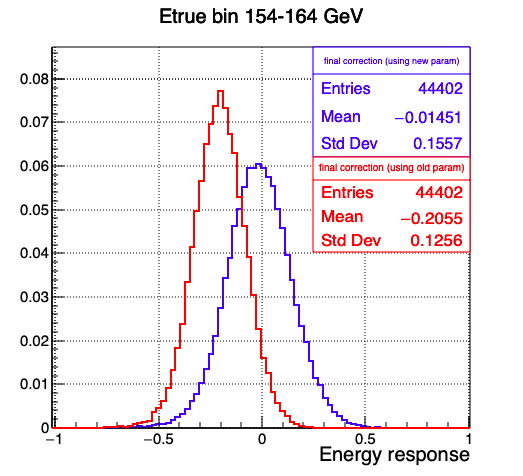 Etrue bin 154-164 GeV
final correction (using new param)
Entries 44402
Mean −0.01451
Std Dev 0.1557
final correction (using old param)
Entries 44402
Mean −0.2055
Std Dev 0.1256
0.08
0.07
0.06
0.05
0.04
0.03
0.02
0.01
0
−1 −0.5 0 0.5 1
Energy response